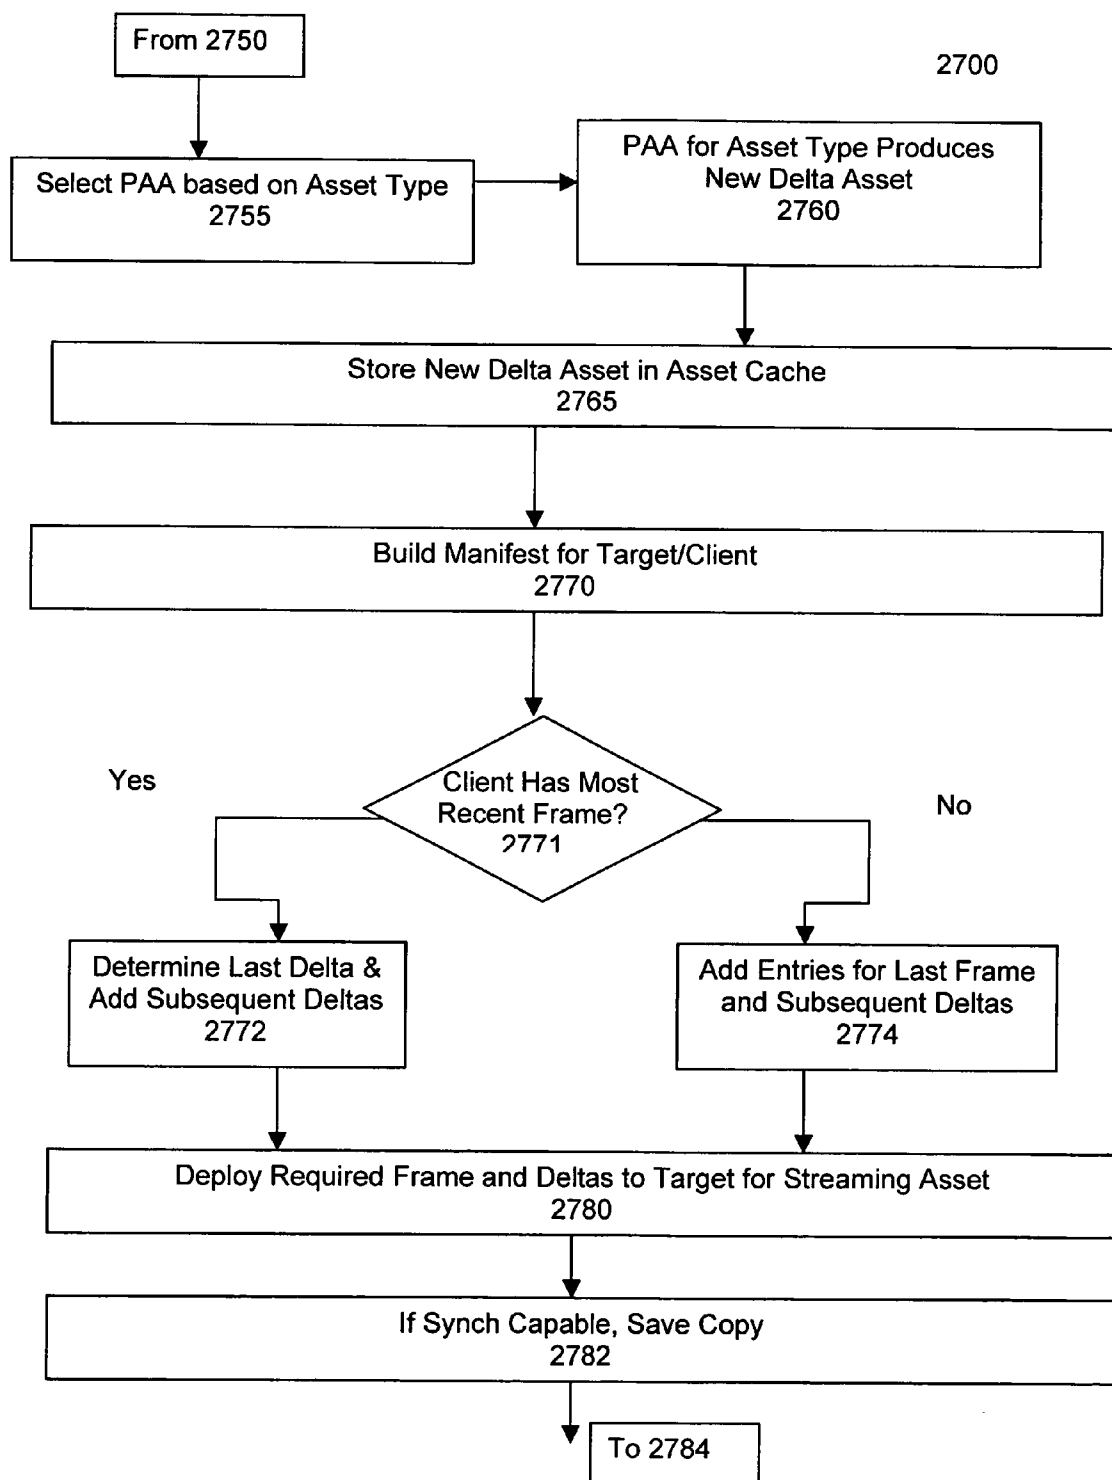 From 2750
2700
Select PAA based on Asset Type
2755
PAA for Asset Type Produces
New Delta Asset
2760
Store New Delta Asset in Asset Cache
2765
Build Manifest for Target/Client
2770
Client Has Most
Recent Frame?
2771
Yes
No
Determine Last Delta &
Add Subsequent Deltas
2772
Add Entries for Last Frame
and Subsequent Deltas
2774
Deploy Required Frame and Deltas to Target for Streaming Asset
2780
If Synch Capable, Save Copy
2782
To 2784